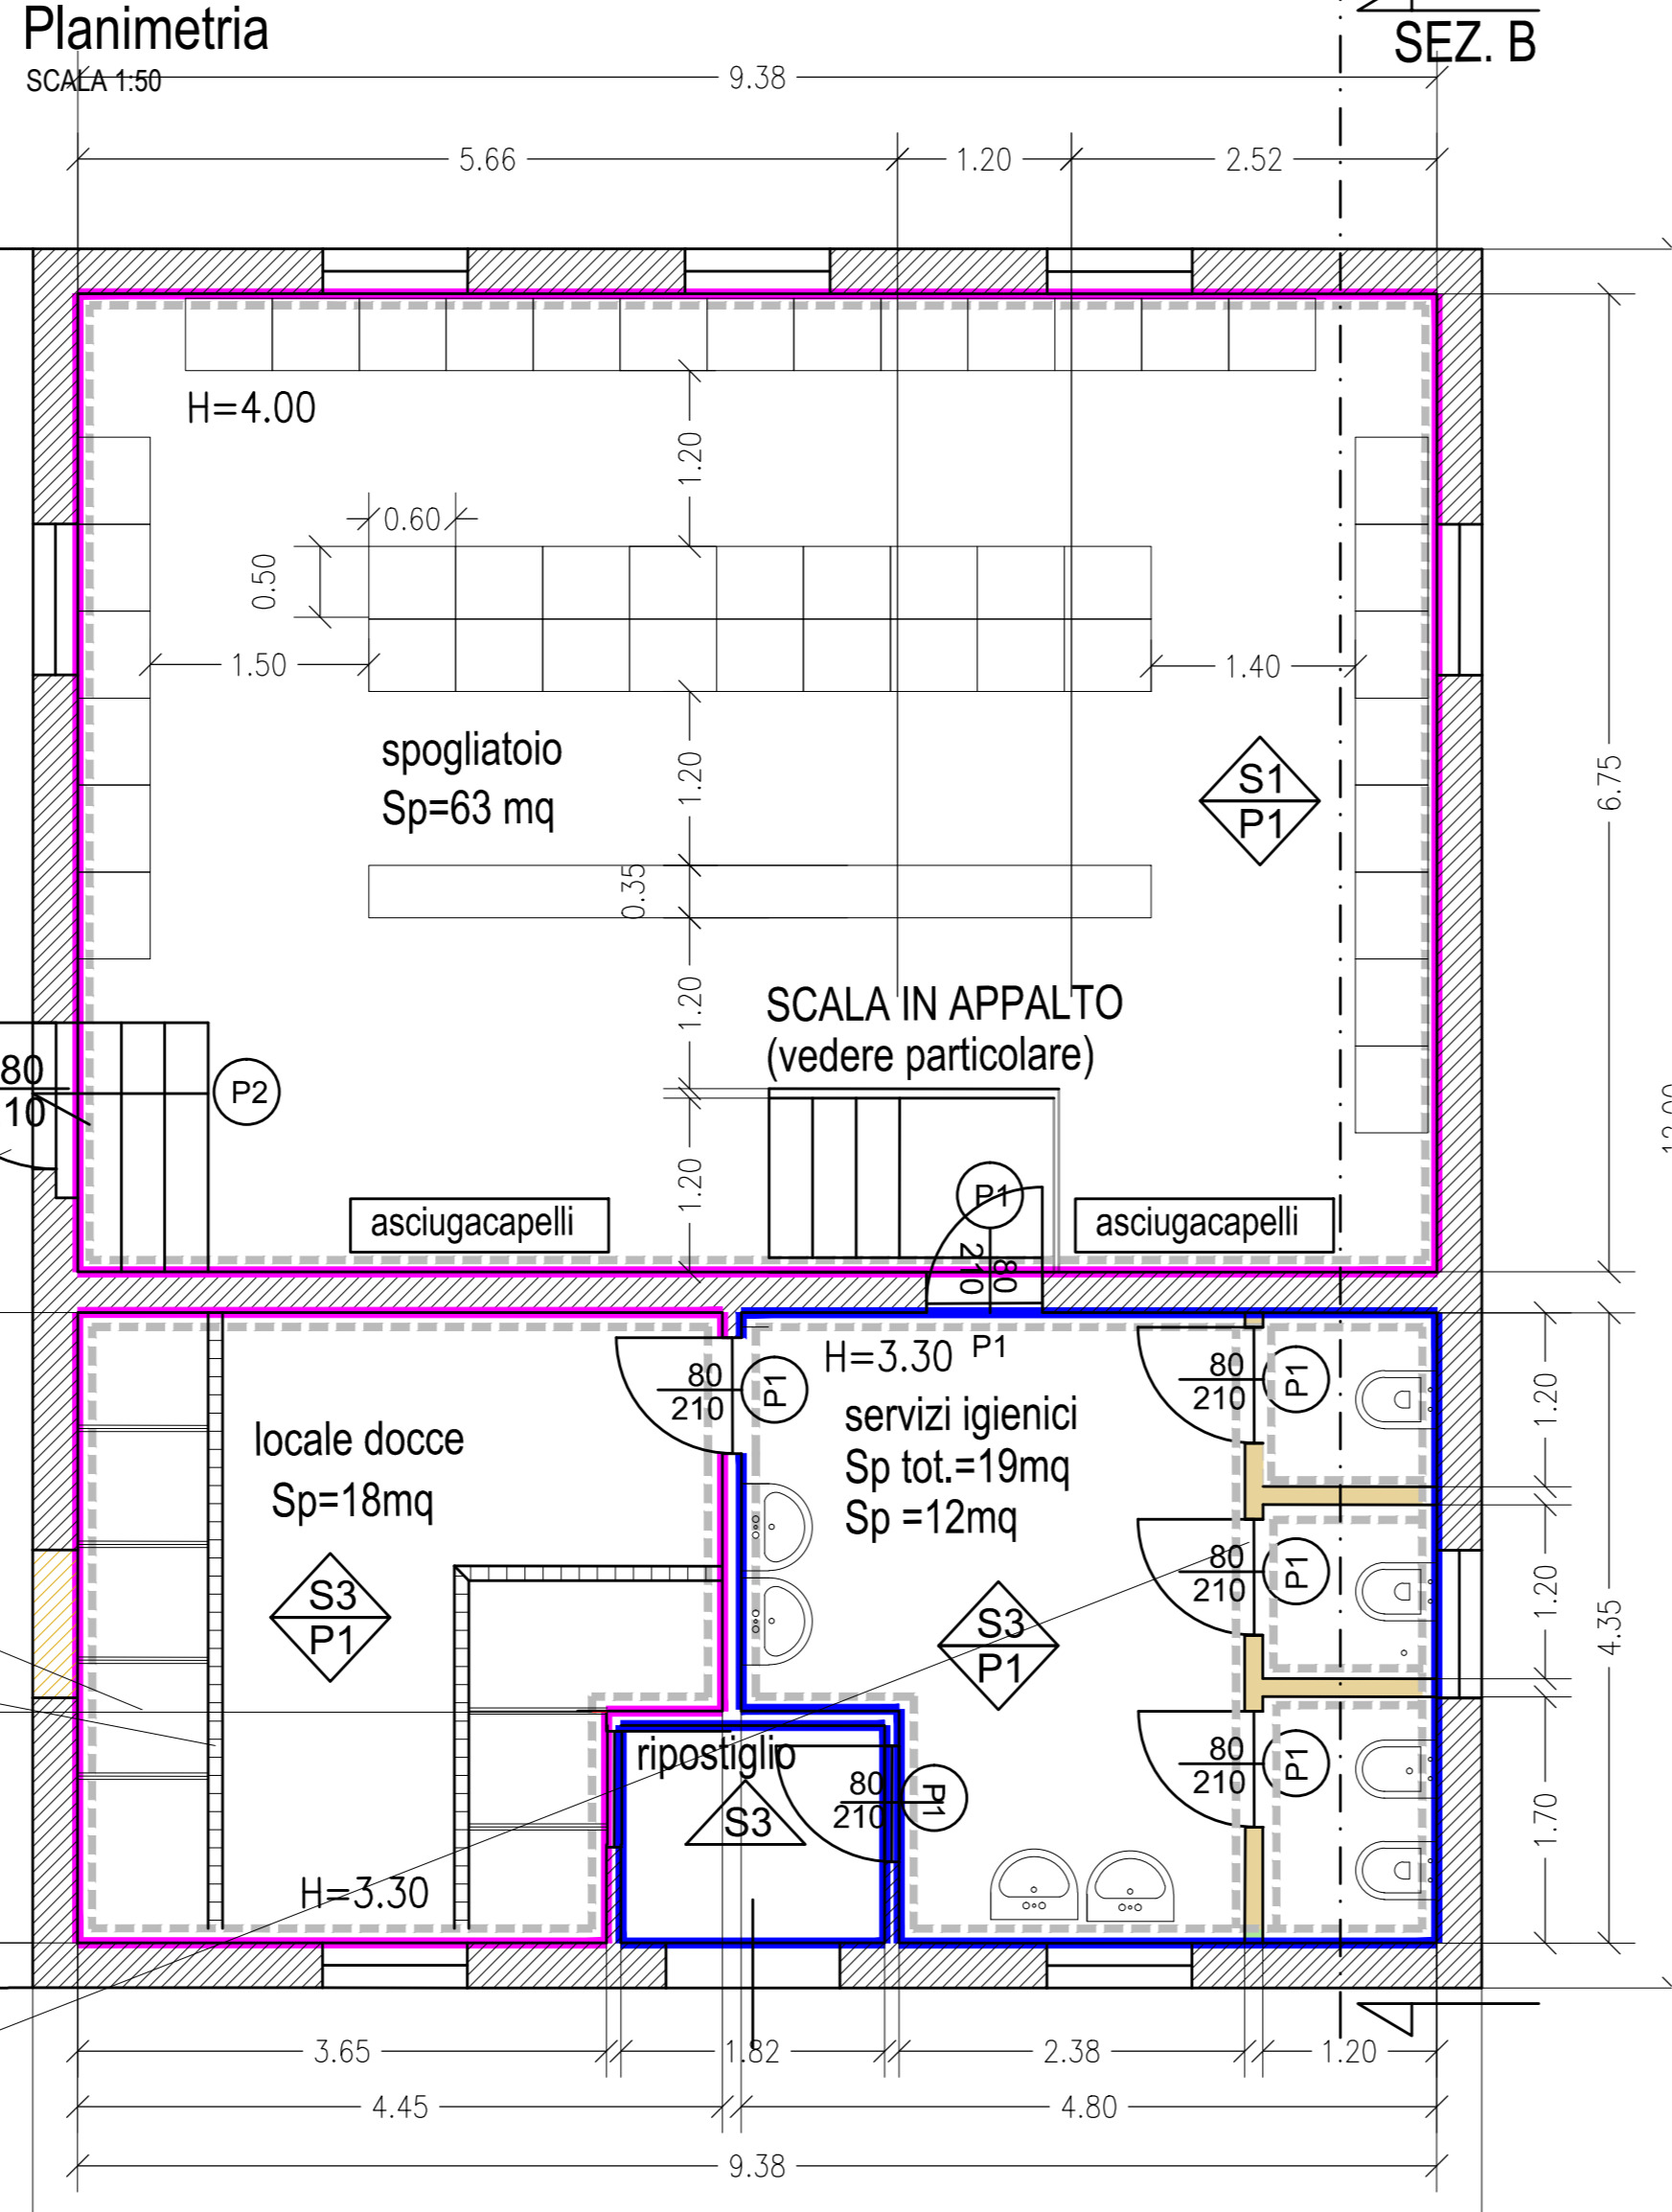 Planimetria
SCALA 1:50
SEZ. B
9.38
5.66
1.20
2.52
H=4.00
1.20
0.60
0.50
1.50
1.40
6.75
spogliatoio
Sp=63 mq
1.20
S1
P1
0.35
1.20
SCALA IN APPALTO
(vedere particolare)
80
10
P2
1.20
P1
asciugacapelli
asciugacapelli
80
210
12.00
H=3.30
P1
80
210
P1
80
210
P1
1.20
servizi igienici
Sp tot.=19mq
Sp =12mq
locale docce
Sp=18mq
80
210
P1
1.20
4.35
S3
P1
S3
P1
ripostiglio
S3
80
210
P1
80
210
P1
1.70
H=3.30
3.65
1.82
2.38
1.20
4.45
4.80
9.38